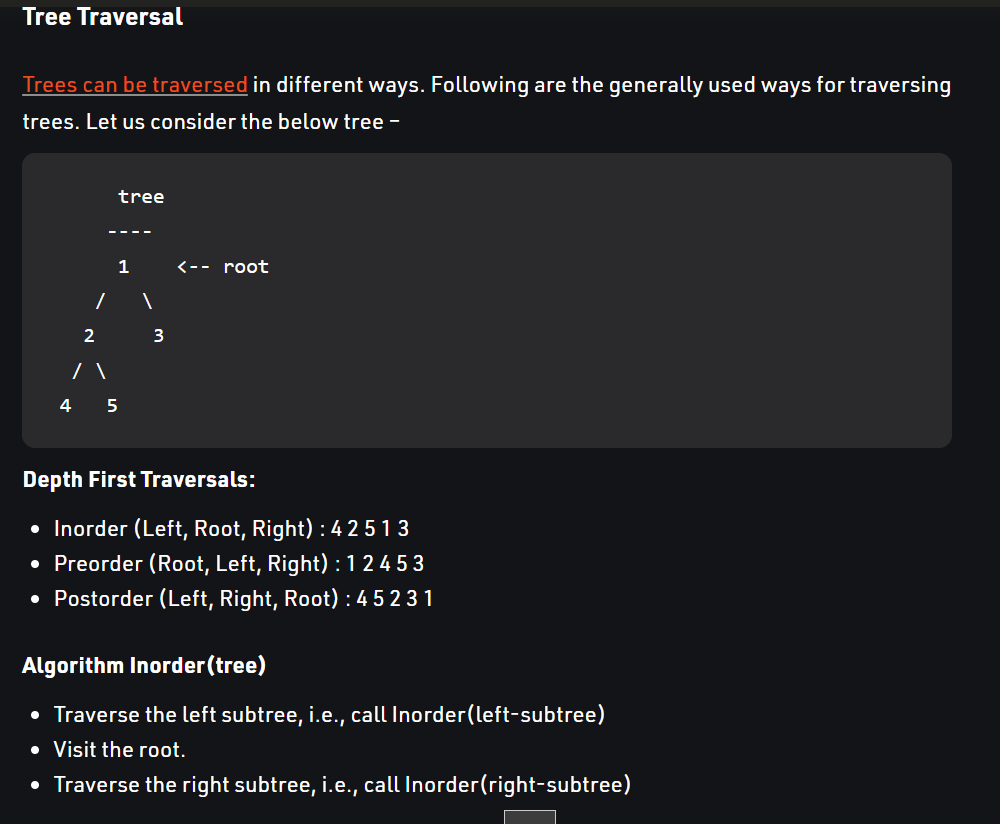 Tree Traversal
Trees can be traversed in different ways. Following are the generally used ways for traversing
trees. Let us consider the below tree –
tree
----
1 <-- root
/ \
2 3
/ \
4 5
Depth First Traversals:
• Inorder (Left, Root, Right) : 4 2 5 1 3
• Preorder (Root, Left, Right) : 1 2 4 5 3
• Postorder (Left, Right, Root) : 4 5 2 3 1
Algorithm Inorder(tree)
• Traverse the left subtree, i.e., call Inorder(left-subtree)
• Visit the root.
• Traverse the right subtree, i.e., call Inorder(right-subtree)